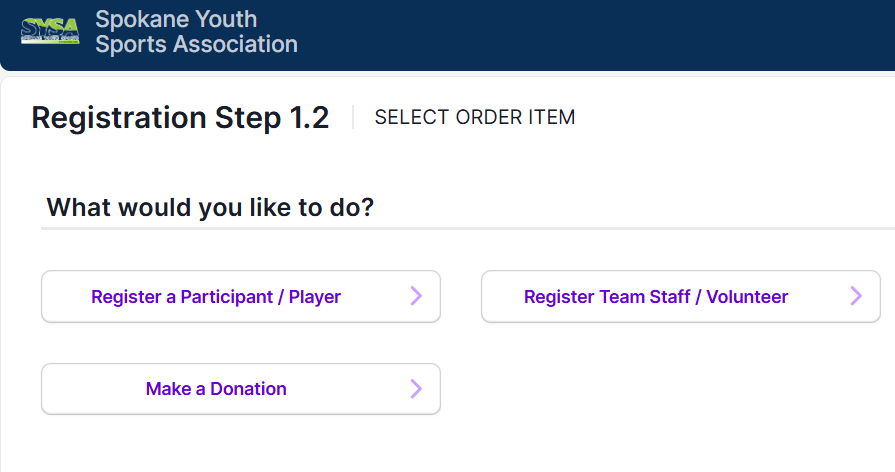 SYSA
Spokane Youth
Sports Association
Registration Step 1.2
SELECT ORDER ITEM
What would you like to do?
Register a Participant / Player
Register Team Staff / Volunteer
Make a Donation